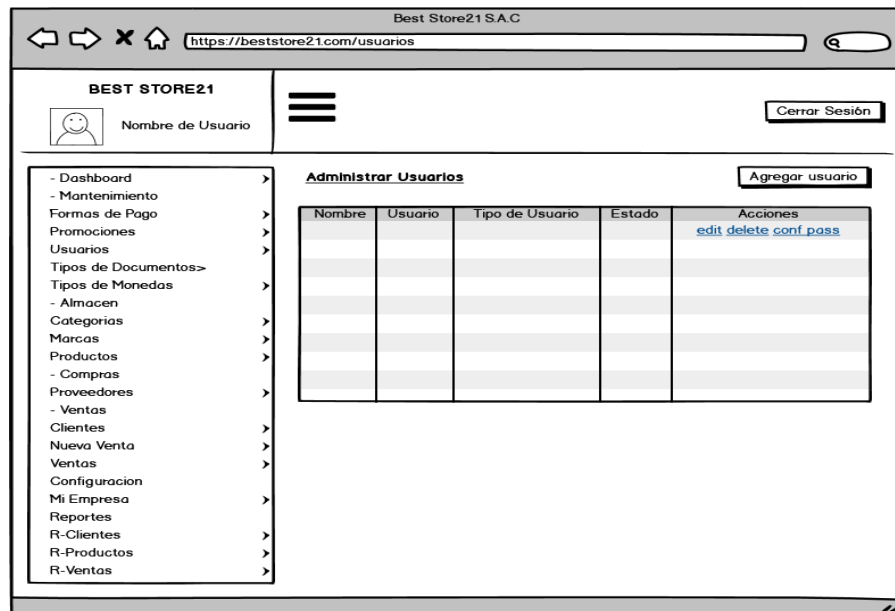 Best Store21 S.A.C
https://beststore21.com/usuarios
BEST STORE21
Nombre de Usuario
Cerrar Sesión
- Dashboard
- Mantenimiento
Formas de Pago
Promociones
Usuarios
Tipos de Documentos>
Tipos de Monedas
- Almacen
Categorias
Marcas
Productos
- Compras
Proveedores
- Ventas
Clientes
Nueva Venta
Ventas
Configuracion
Mi Empresa
Reportes
R-Clientes
R-Productos
R-Ventas
Administrar Usuarios
Agregar usuario
Nombre Usuario Tipo de Usuario Estado Acciones
edit delete conf pass